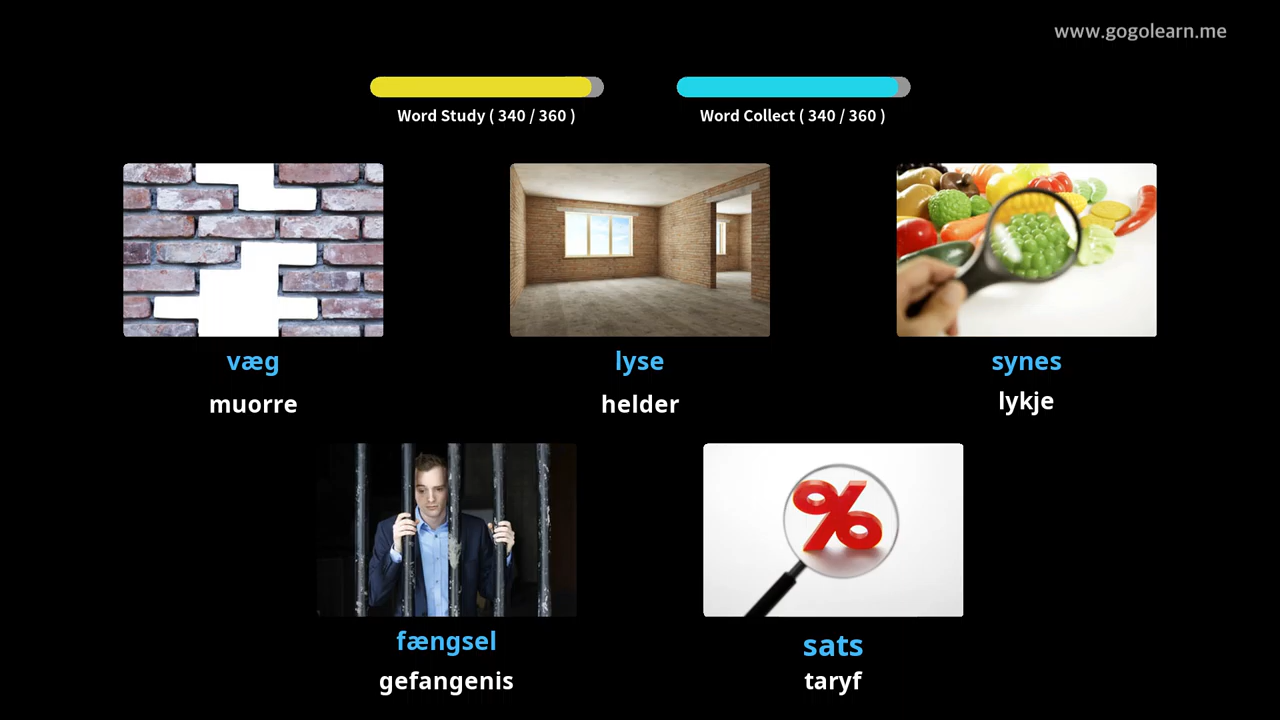 www.gogolearn.me
Word Study ( 340 / 360 )
Word Collect ( 340 / 360 )
væg
lyse
synes
muorre
helder
lykje
fængsel
sats
gefangenis
taryf